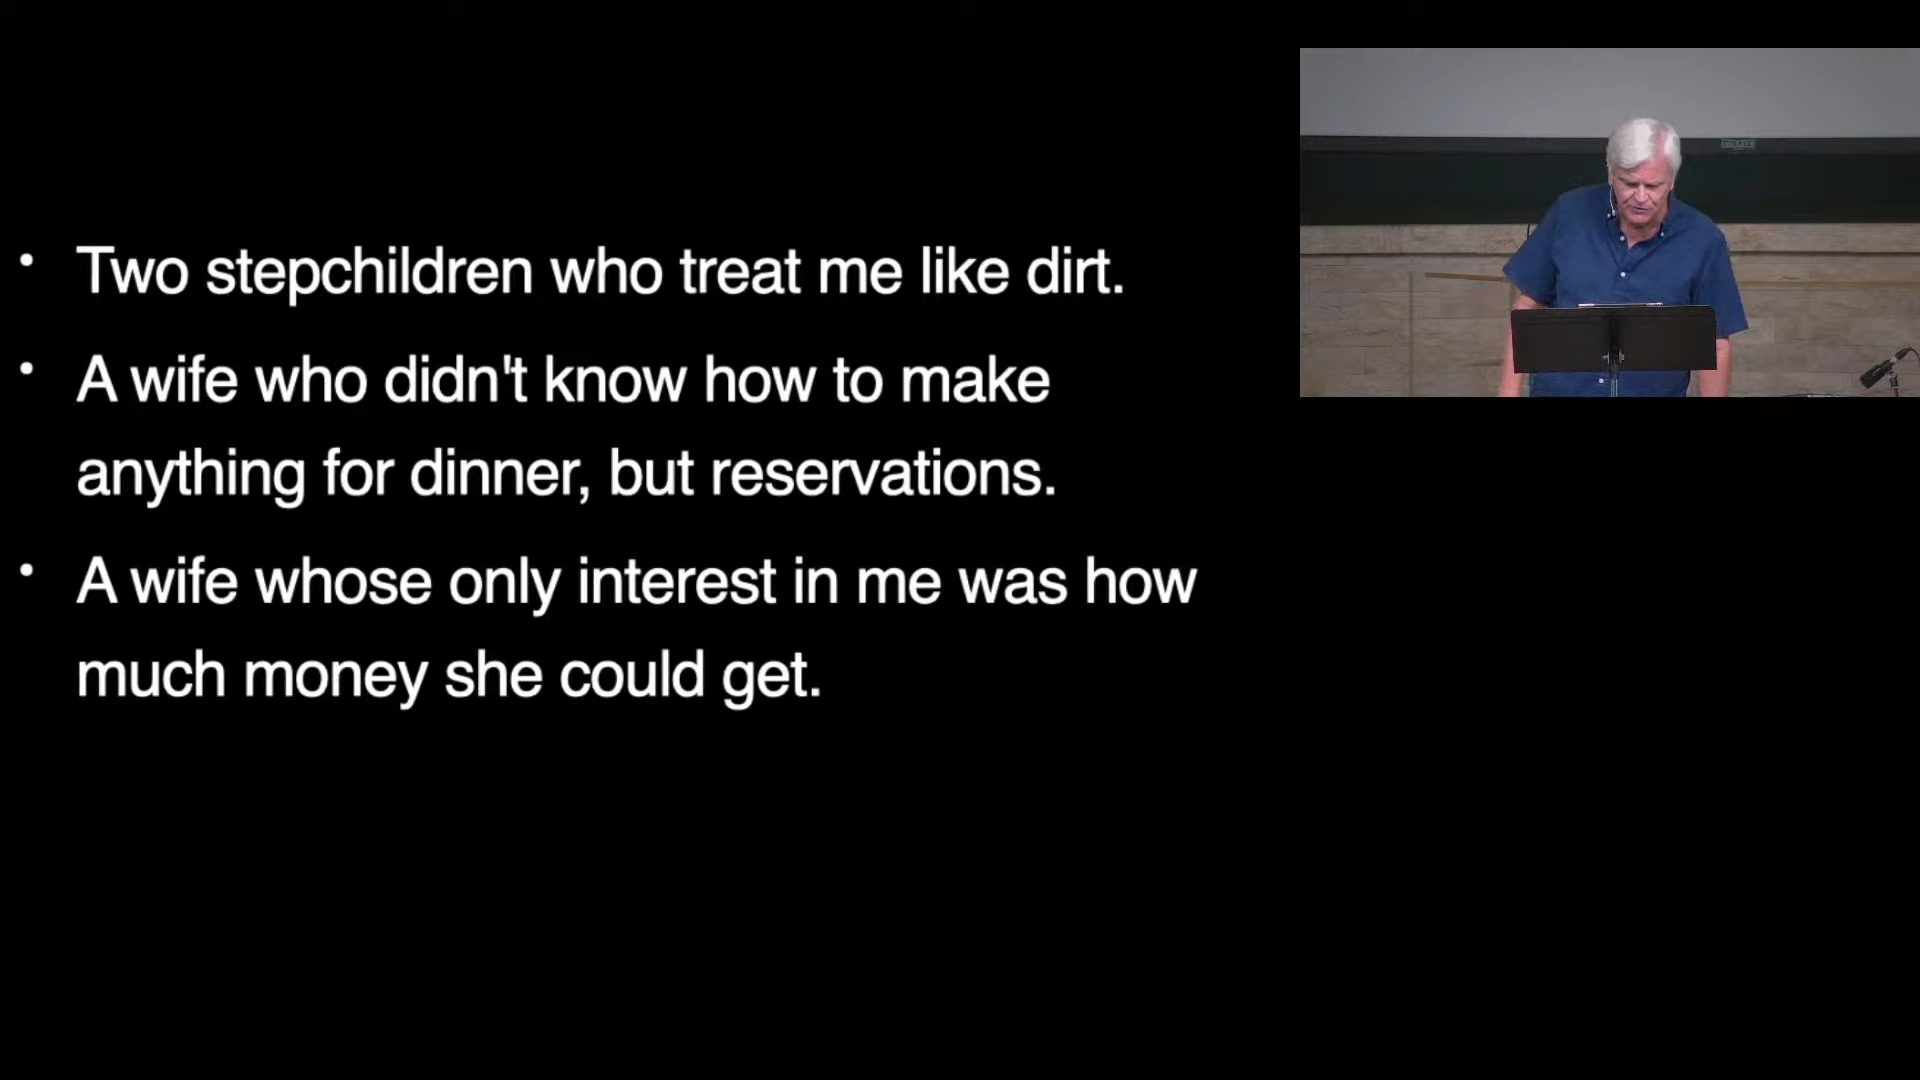 • Two stepchildren who treat me like dirt.
• A wife who didn't know how to make
anything for dinner, but reservations.
• A wife whose only interest in me was how
much money she could get.